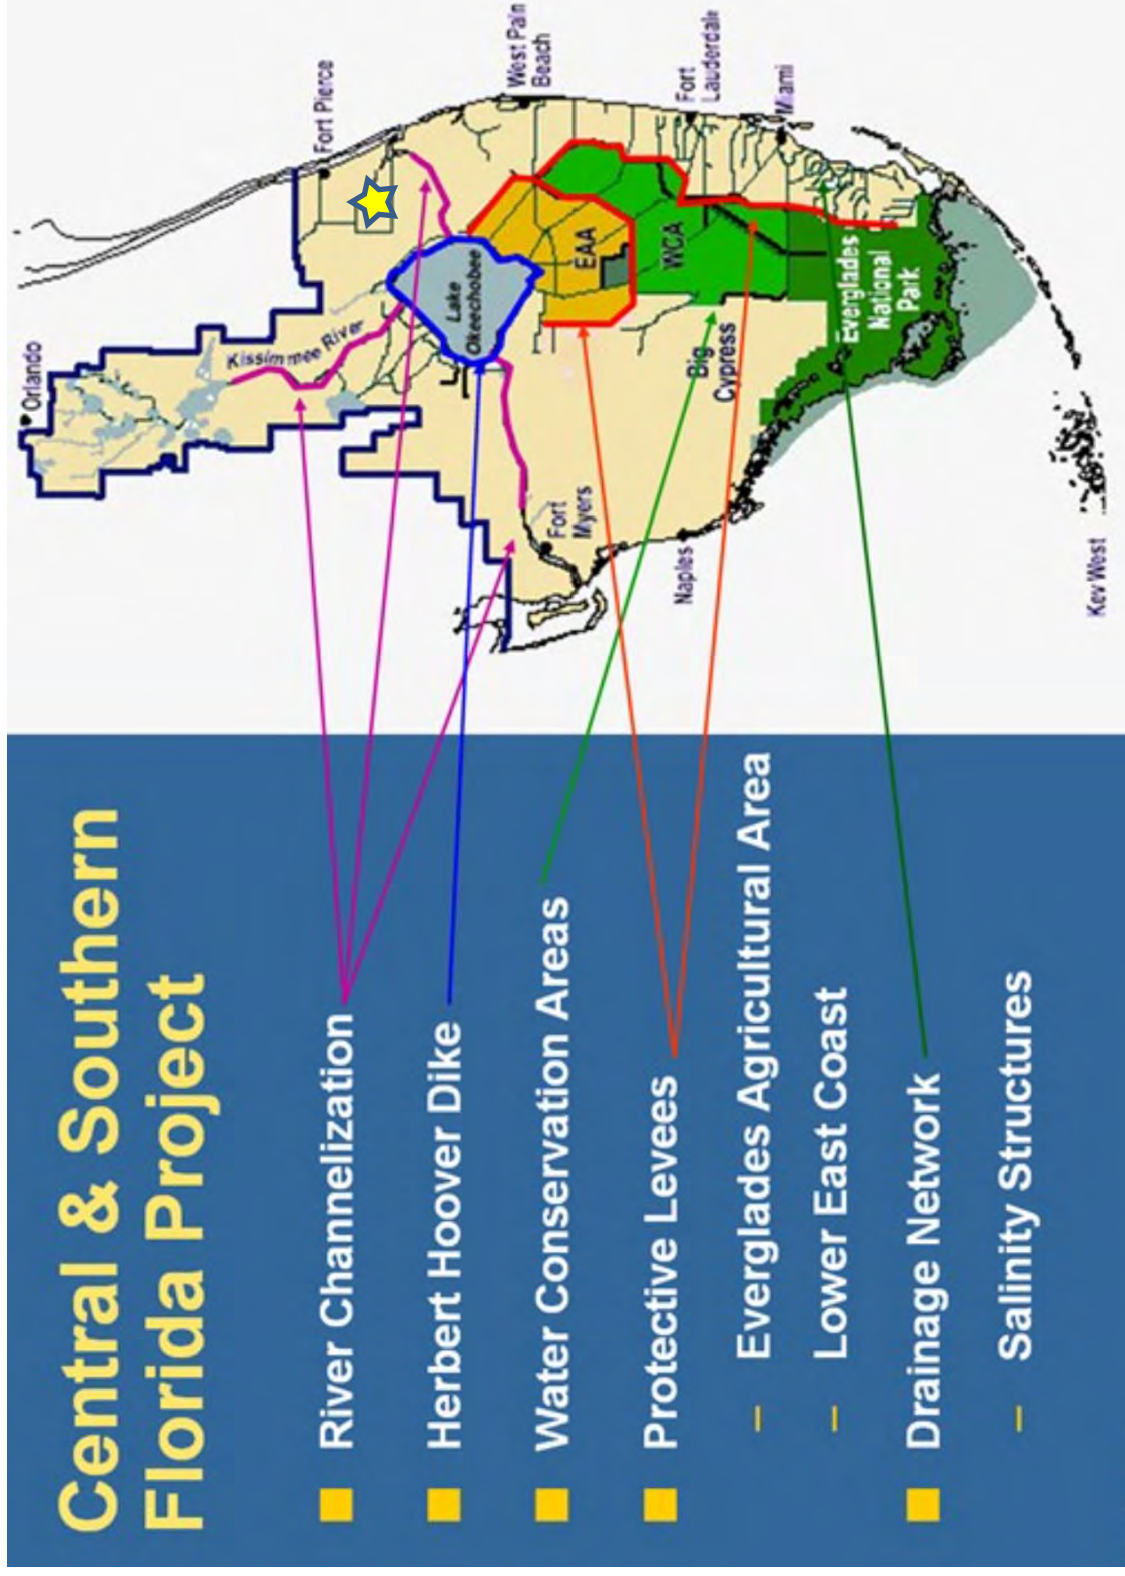 Central & Southern
Florida Project
River Channelization
Herbert Hoover Dike
Water Conservation Areas
Protective Levees
– Everglades Agricultural Area
– Lower East Coast
Drainage Network
– Salinity Structures
Orlando
Kissimmee River
Fort Pierce
Lake
Okeechobee
West Pain
Beach
EAA
WCA
Fort
Lauderdale
Miami
Big
Cypress
Everglades
National
Park
Fort
Myers
Naples
Key West